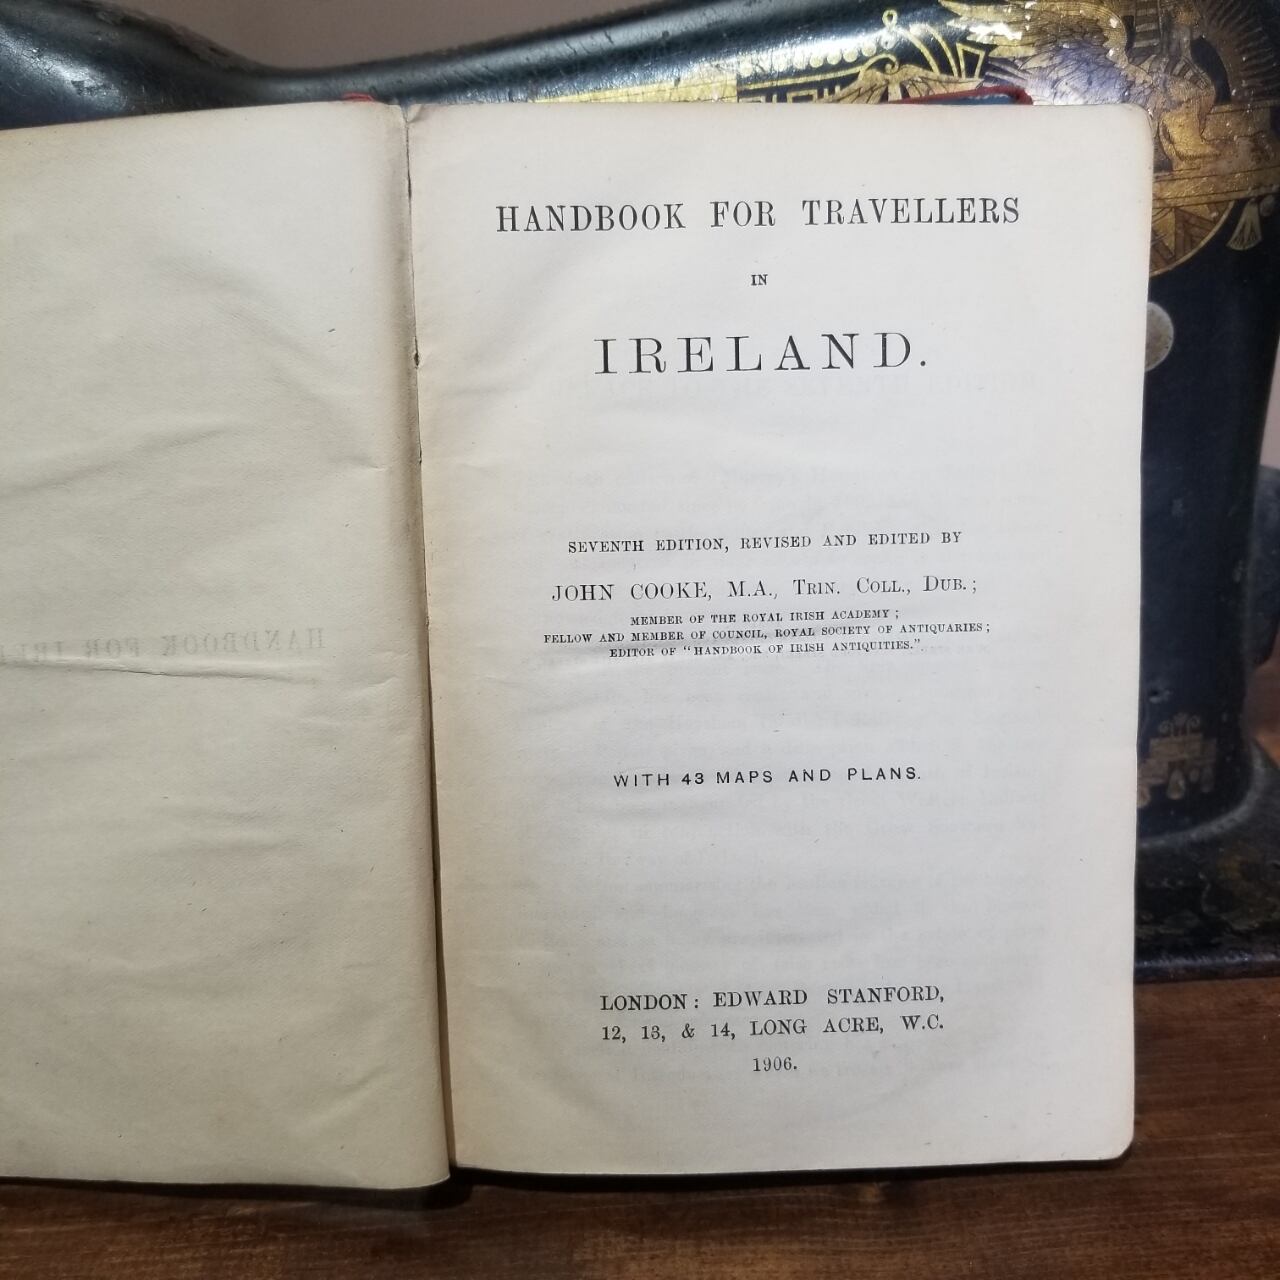 HANDBOOK FOR TRAVELLERS
IN
IRELAND.
SEVENTH EDITION, REVISED AND EDITED BY
JOHN COOKE, M.A., TRIN. COLL., DUB.;
MEMBER OF THE ROYAL IRISH ACADEMY;
FELLOW AND MEMBER OF COUNCIL, ROYAL SOCIETY OF ANTIQUARIES;
EDITOR OF "HANDBOOK OF IRISH ANTIQUITIES."
WITH 43 MAPS AND PLANS.
LONDON: EDWARD STANFORD,
12, 13, & 14, LONG ACRE, W.C.
1906.